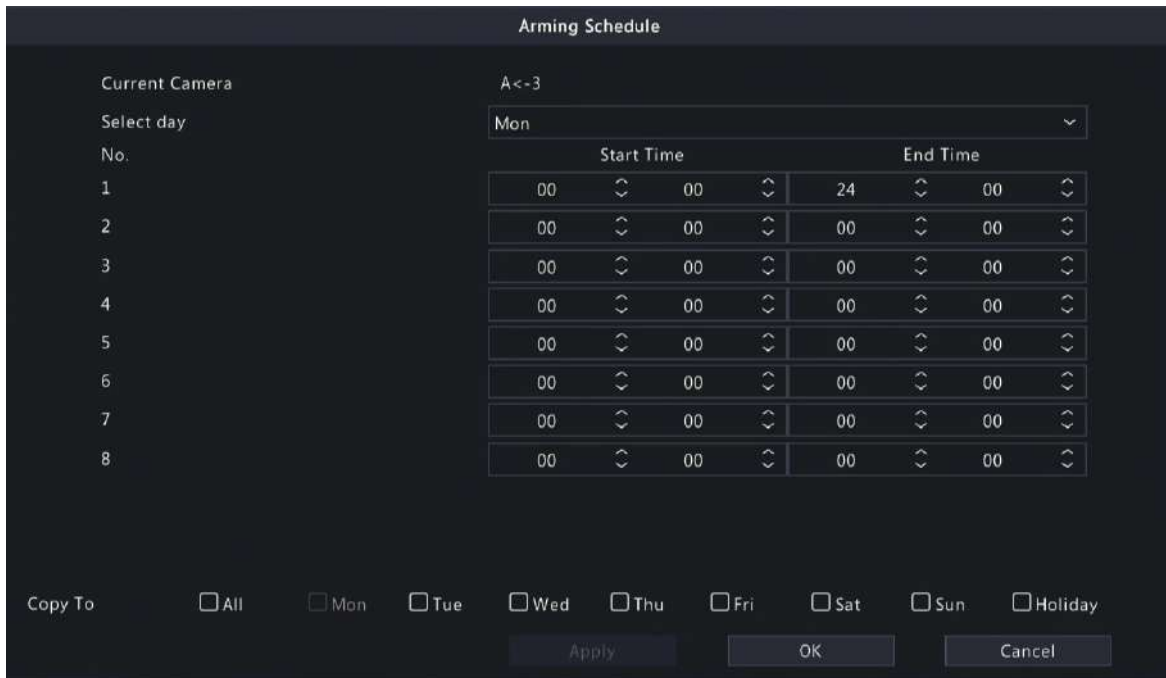 Arming Schedule
Current Camera A<-3
Select day Mon
No. Start Time End Time
1 00 00 24 00
2 00 00 00 00
3 00 00 00 00
4 00 00 00 00
5 00 00 00 00
6 00 00 00 00
7 00 00 00 00
8 00 00 00 00
Copy To All Mon Tue Wed Thu Fri Sat Sun Holiday
Apply OK Cancel